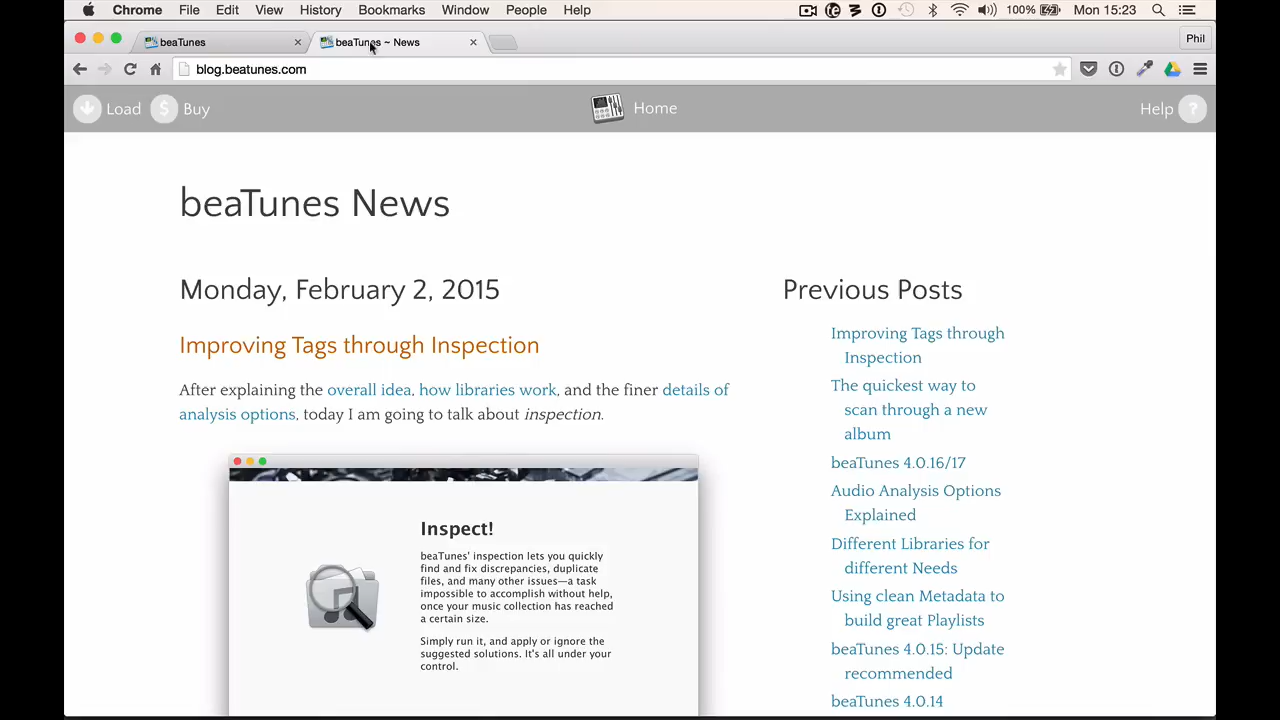 Chrome File Edit View History Bookmarks Window People Help 100% Mon 15:23
beaTunes beaTunes ~ News Phil
blog.beatunes.com
Load $ Buy Home Help ?
beaTunes News
Monday, February 2, 2015
Improving Tags through Inspection
After explaining the overall idea, how libraries work, and the finer details of
analysis options, today I am going to talk about inspection.
Inspect!
beaTunes' inspection lets you quickly
find and fix discrepancies, duplicate
files, and many other issues—a task
impossible to accomplish without help,
once your music collection has reached
a certain size.
Simply run it, and apply or ignore the
suggested solutions. It's all under your
control.
Previous Posts
Improving Tags through
Inspection
The quickest way to
scan through a new
album
beaTunes 4.0.16/17
Audio Analysis Options
Explained
Different Libraries for
different Needs
Using clean Metadata to
build great Playlists
beaTunes 4.0.15: Update
recommended
beaTunes 4.0.14